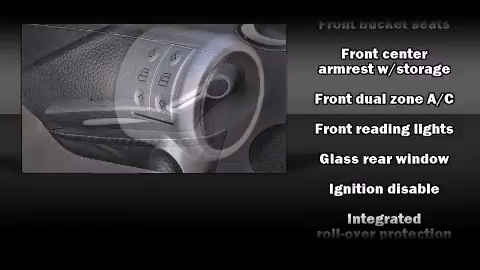 Front bucket seats
Front center
armrest w/storage
Front dual zone A/C
Front reading lights
Glass rear window
Ignition disable
Integrated
roll-over protection